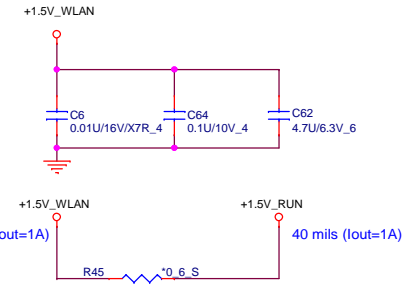 +1.5V_WLAN
C6
0.01U/16V/X7R_4
C64
0.1U/10V_4
C62
4.7U/6.3V_6
+1.5V_WLAN
+1.5V_RUN
out=1A)
40 mils (Iout=1A)
R45
*0_6_S